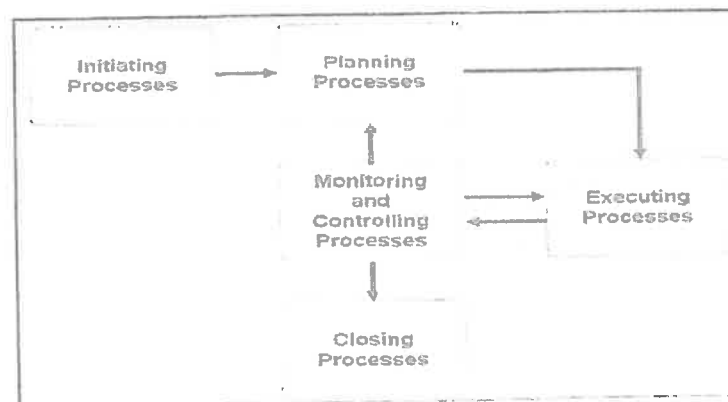 Initiating
Processes
Planning
Processes
Monitoring
and
Controlling
Processes
Executing
Processes
Closing
Processes